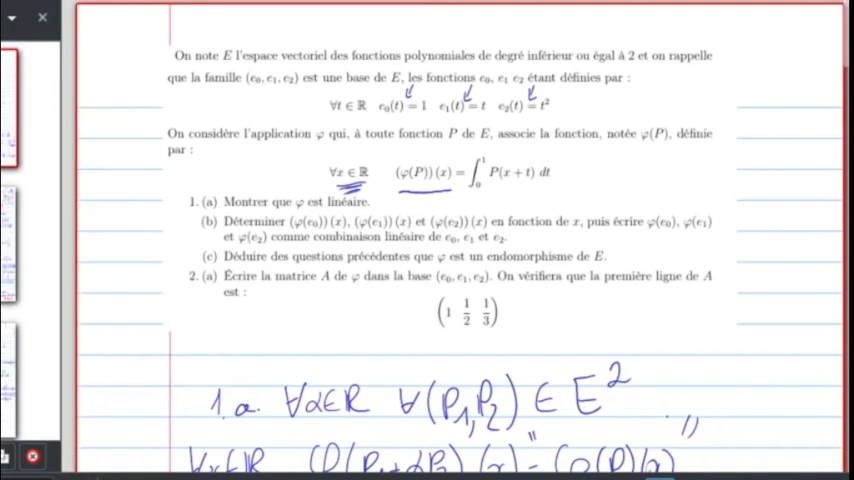 On note E l'espace vectoriel des fonctions polynomiales de degré inférieur ou égal à 2 et on rappelle
que la famille (e₀, e₁, e₂) est une base de E, les fonctions e₀, e₁ e₂ étant définies par :
∀t ∈ ℝ e₀(t) = 1 e₁(t) = t e₂(t) = t²
On considère l'application φ qui, à toute fonction P de E, associe la fonction, notée φ(P), définie
par :
∀x ∈ ℝ (φ(P))(x) = ∫₀¹ P(x + t) dt
1. (a) Montrer que φ est linéaire.
(b) Déterminer (φ(e₀))(x), (φ(e₁))(x) et (φ(e₂))(x) en fonction de x, puis écrire φ(e₀), φ(e₁)
et φ(e₂) comme combinaison linéaire de e₀, e₁ et e₂.
(c) Déduire des questions précédentes que φ est un endomorphisme de E.
2. (a) Écrire la matrice A de φ dans la base (e₀, e₁, e₂). On vérifiera que la première ligne de A
est :
(1 1/2 1/3)
1. a. ∀α∈ℝ ∀(P₁, P₂) ∈ E²
∀x∈ℝ φ(P₁+αP₂)(x) "=